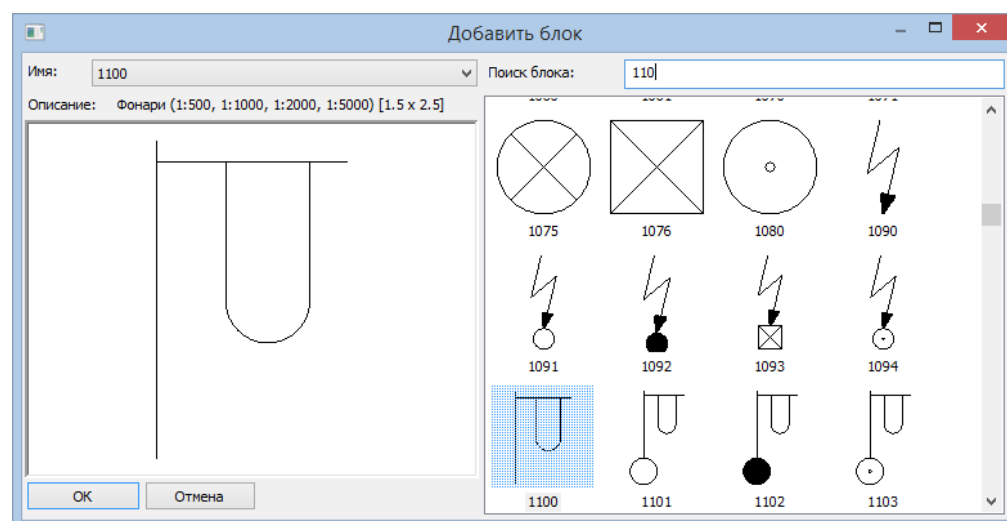 Добавить блок
Имя: 1100
Поиск блока: 110
Описание: Фонари (1:500, 1:1000, 1:2000, 1:5000) [1.5 x 2.5]
1075 1076 1080 1090
1091 1092 1093 1094
1100 1101 1102 1103
OK Отмена